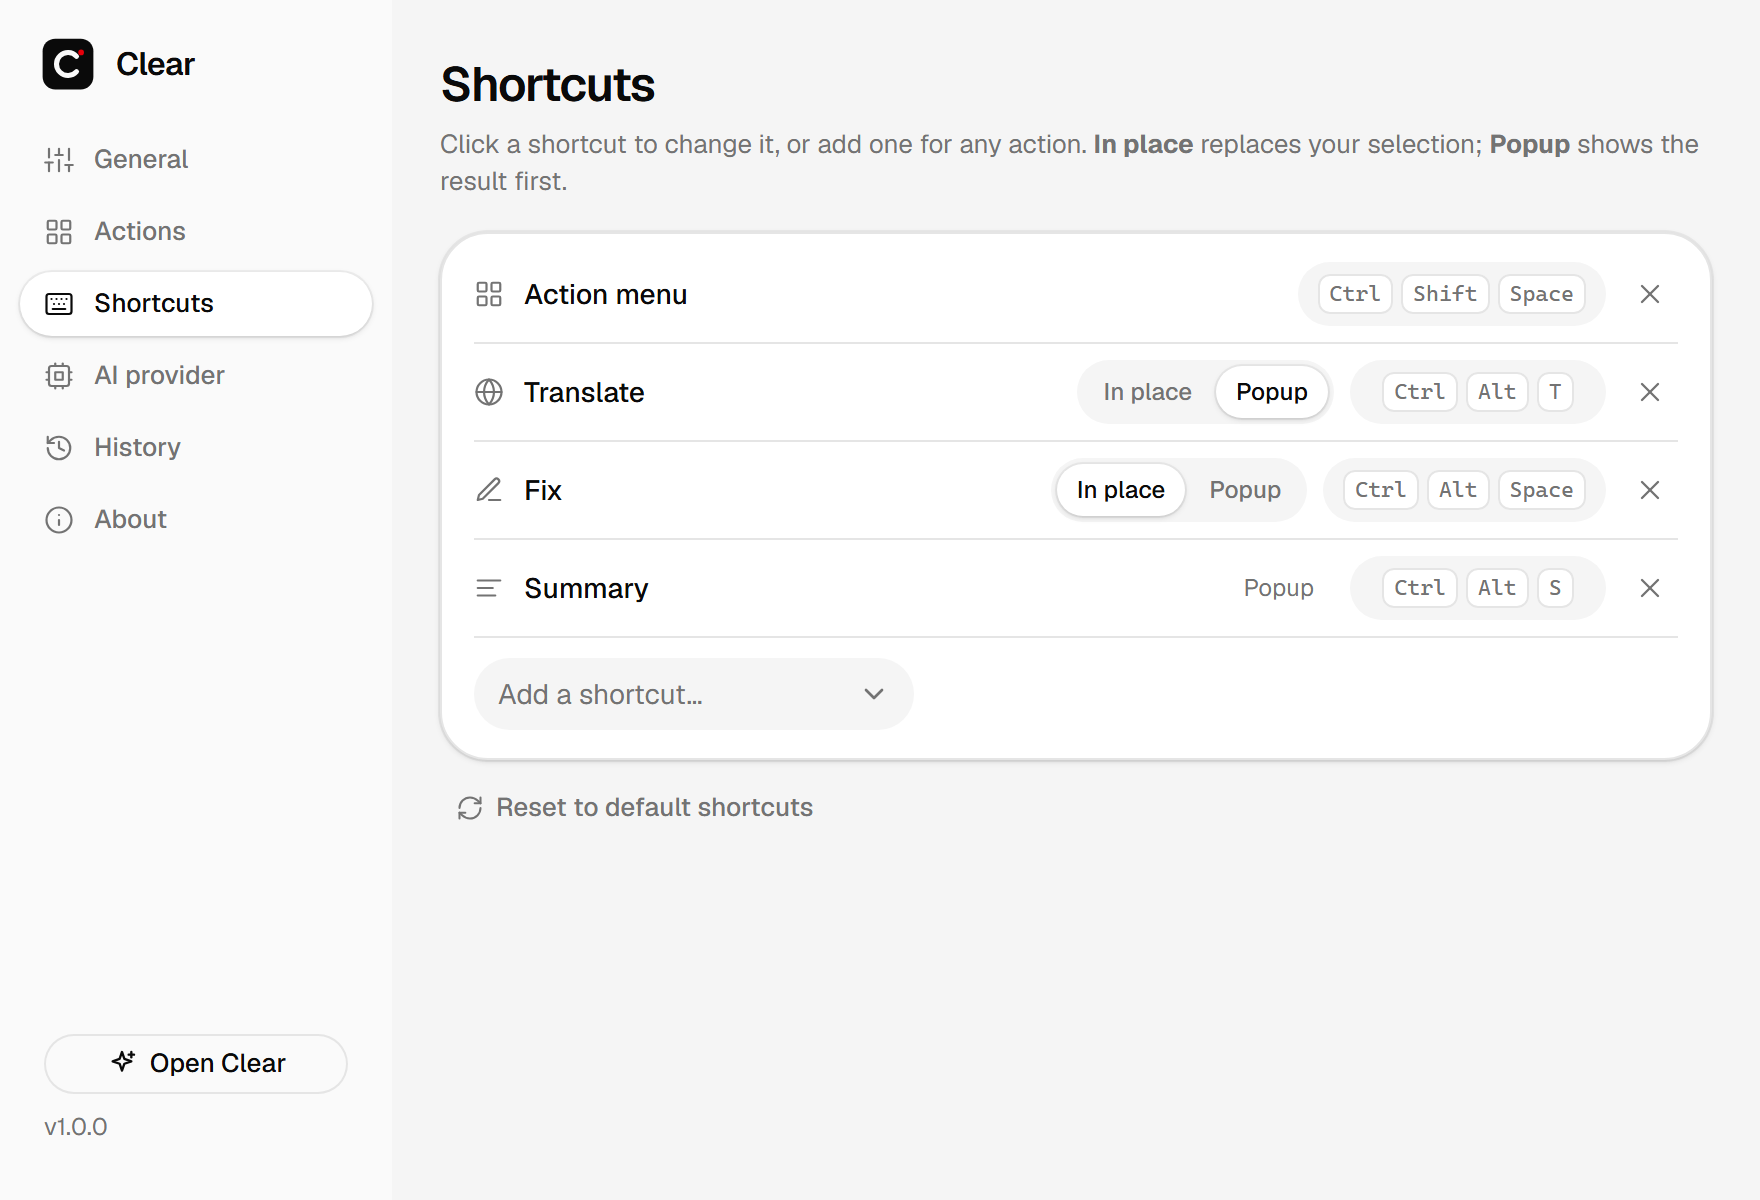 Clear
General
Actions
Shortcuts
AI provider
History
About
Open Clear
v1.0.0
Shortcuts
Click a shortcut to change it, or add one for any action. In place replaces your selection; Popup shows the
result first.
Action menu Ctrl Shift Space
Translate In place Popup Ctrl Alt T
Fix In place Popup Ctrl Alt Space
Summary Popup Ctrl Alt S
Add a shortcut...
Reset to default shortcuts